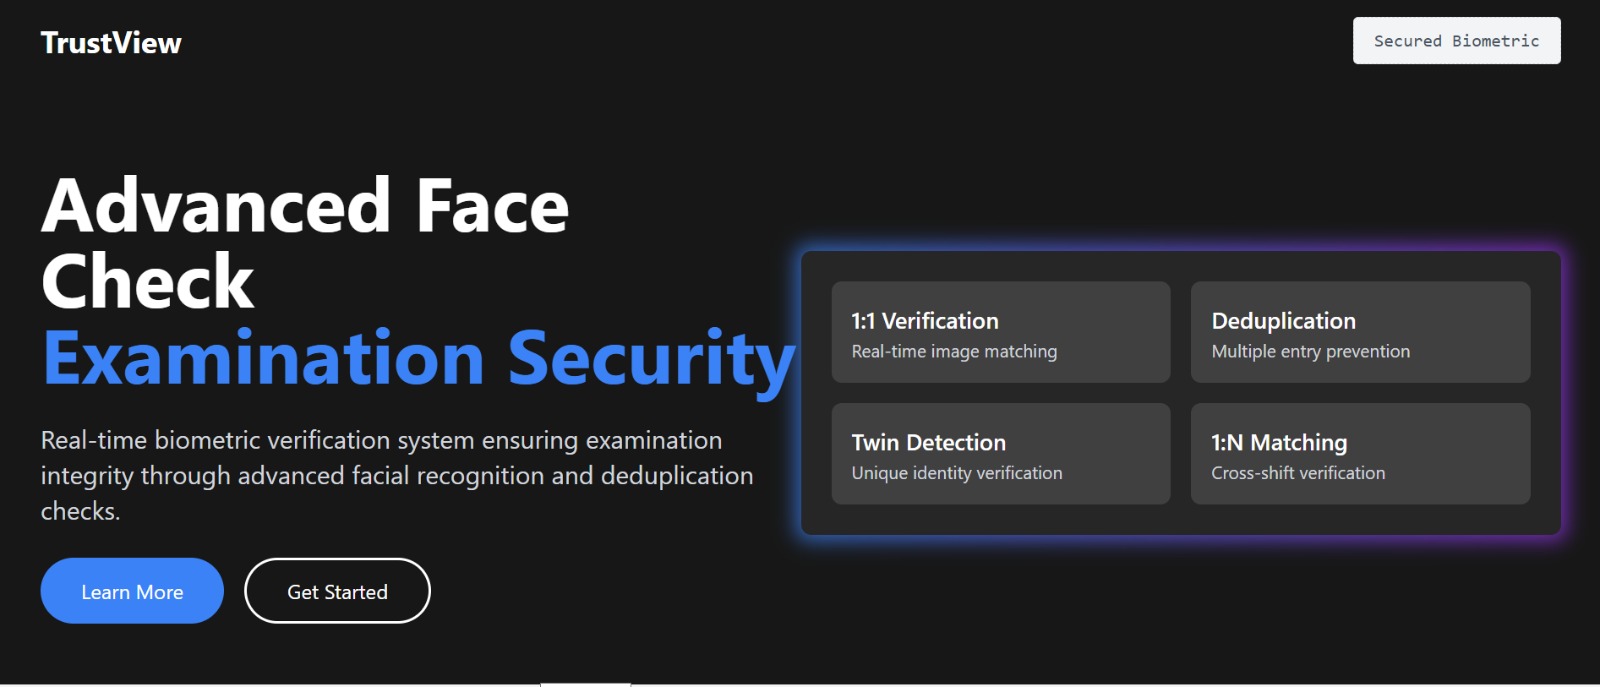 TrustView
Secured Biometric
Advanced Face
Check
Examination Security
Real-time biometric verification system ensuring examination
integrity through advanced facial recognition and deduplication
checks.
Learn More
Get Started
1:1 Verification
Real-time image matching
Deduplication
Multiple entry prevention
Twin Detection
Unique identity verification
1:N Matching
Cross-shift verification